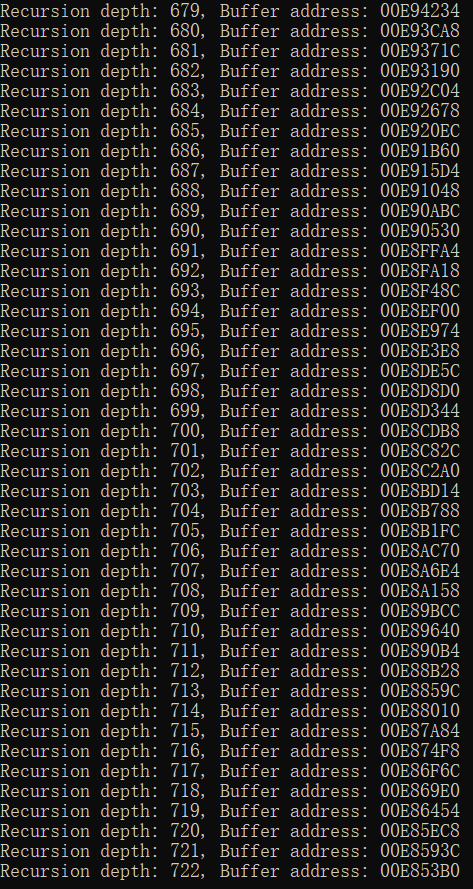 Recursion depth: 679, Buffer address: 00E94234
Recursion depth: 680, Buffer address: 00E93CA8
Recursion depth: 681, Buffer address: 00E9371C
Recursion depth: 682, Buffer address: 00E93190
Recursion depth: 683, Buffer address: 00E92C04
Recursion depth: 684, Buffer address: 00E92678
Recursion depth: 685, Buffer address: 00E920EC
Recursion depth: 686, Buffer address: 00E91B60
Recursion depth: 687, Buffer address: 00E915D4
Recursion depth: 688, Buffer address: 00E91048
Recursion depth: 689, Buffer address: 00E90ABC
Recursion depth: 690, Buffer address: 00E90530
Recursion depth: 691, Buffer address: 00E8FFA4
Recursion depth: 692, Buffer address: 00E8FA18
Recursion depth: 693, Buffer address: 00E8F48C
Recursion depth: 694, Buffer address: 00E8EF00
Recursion depth: 695, Buffer address: 00E8E974
Recursion depth: 696, Buffer address: 00E8E3E8
Recursion depth: 697, Buffer address: 00E8DE5C
Recursion depth: 698, Buffer address: 00E8D8D0
Recursion depth: 699, Buffer address: 00E8D344
Recursion depth: 700, Buffer address: 00E8CDB8
Recursion depth: 701, Buffer address: 00E8C82C
Recursion depth: 702, Buffer address: 00E8C2A0
Recursion depth: 703, Buffer address: 00E8BD14
Recursion depth: 704, Buffer address: 00E8B788
Recursion depth: 705, Buffer address: 00E8B1FC
Recursion depth: 706, Buffer address: 00E8AC70
Recursion depth: 707, Buffer address: 00E8A6E4
Recursion depth: 708, Buffer address: 00E8A158
Recursion depth: 709, Buffer address: 00E89BCC
Recursion depth: 710, Buffer address: 00E89640
Recursion depth: 711, Buffer address: 00E890B4
Recursion depth: 712, Buffer address: 00E88B28
Recursion depth: 713, Buffer address: 00E8859C
Recursion depth: 714, Buffer address: 00E88010
Recursion depth: 715, Buffer address: 00E87A84
Recursion depth: 716, Buffer address: 00E874F8
Recursion depth: 717, Buffer address: 00E86F6C
Recursion depth: 718, Buffer address: 00E869E0
Recursion depth: 719, Buffer address: 00E86454
Recursion depth: 720, Buffer address: 00E85EC8
Recursion depth: 721, Buffer address: 00E8593C
Recursion depth: 722, Buffer address: 00E853B0